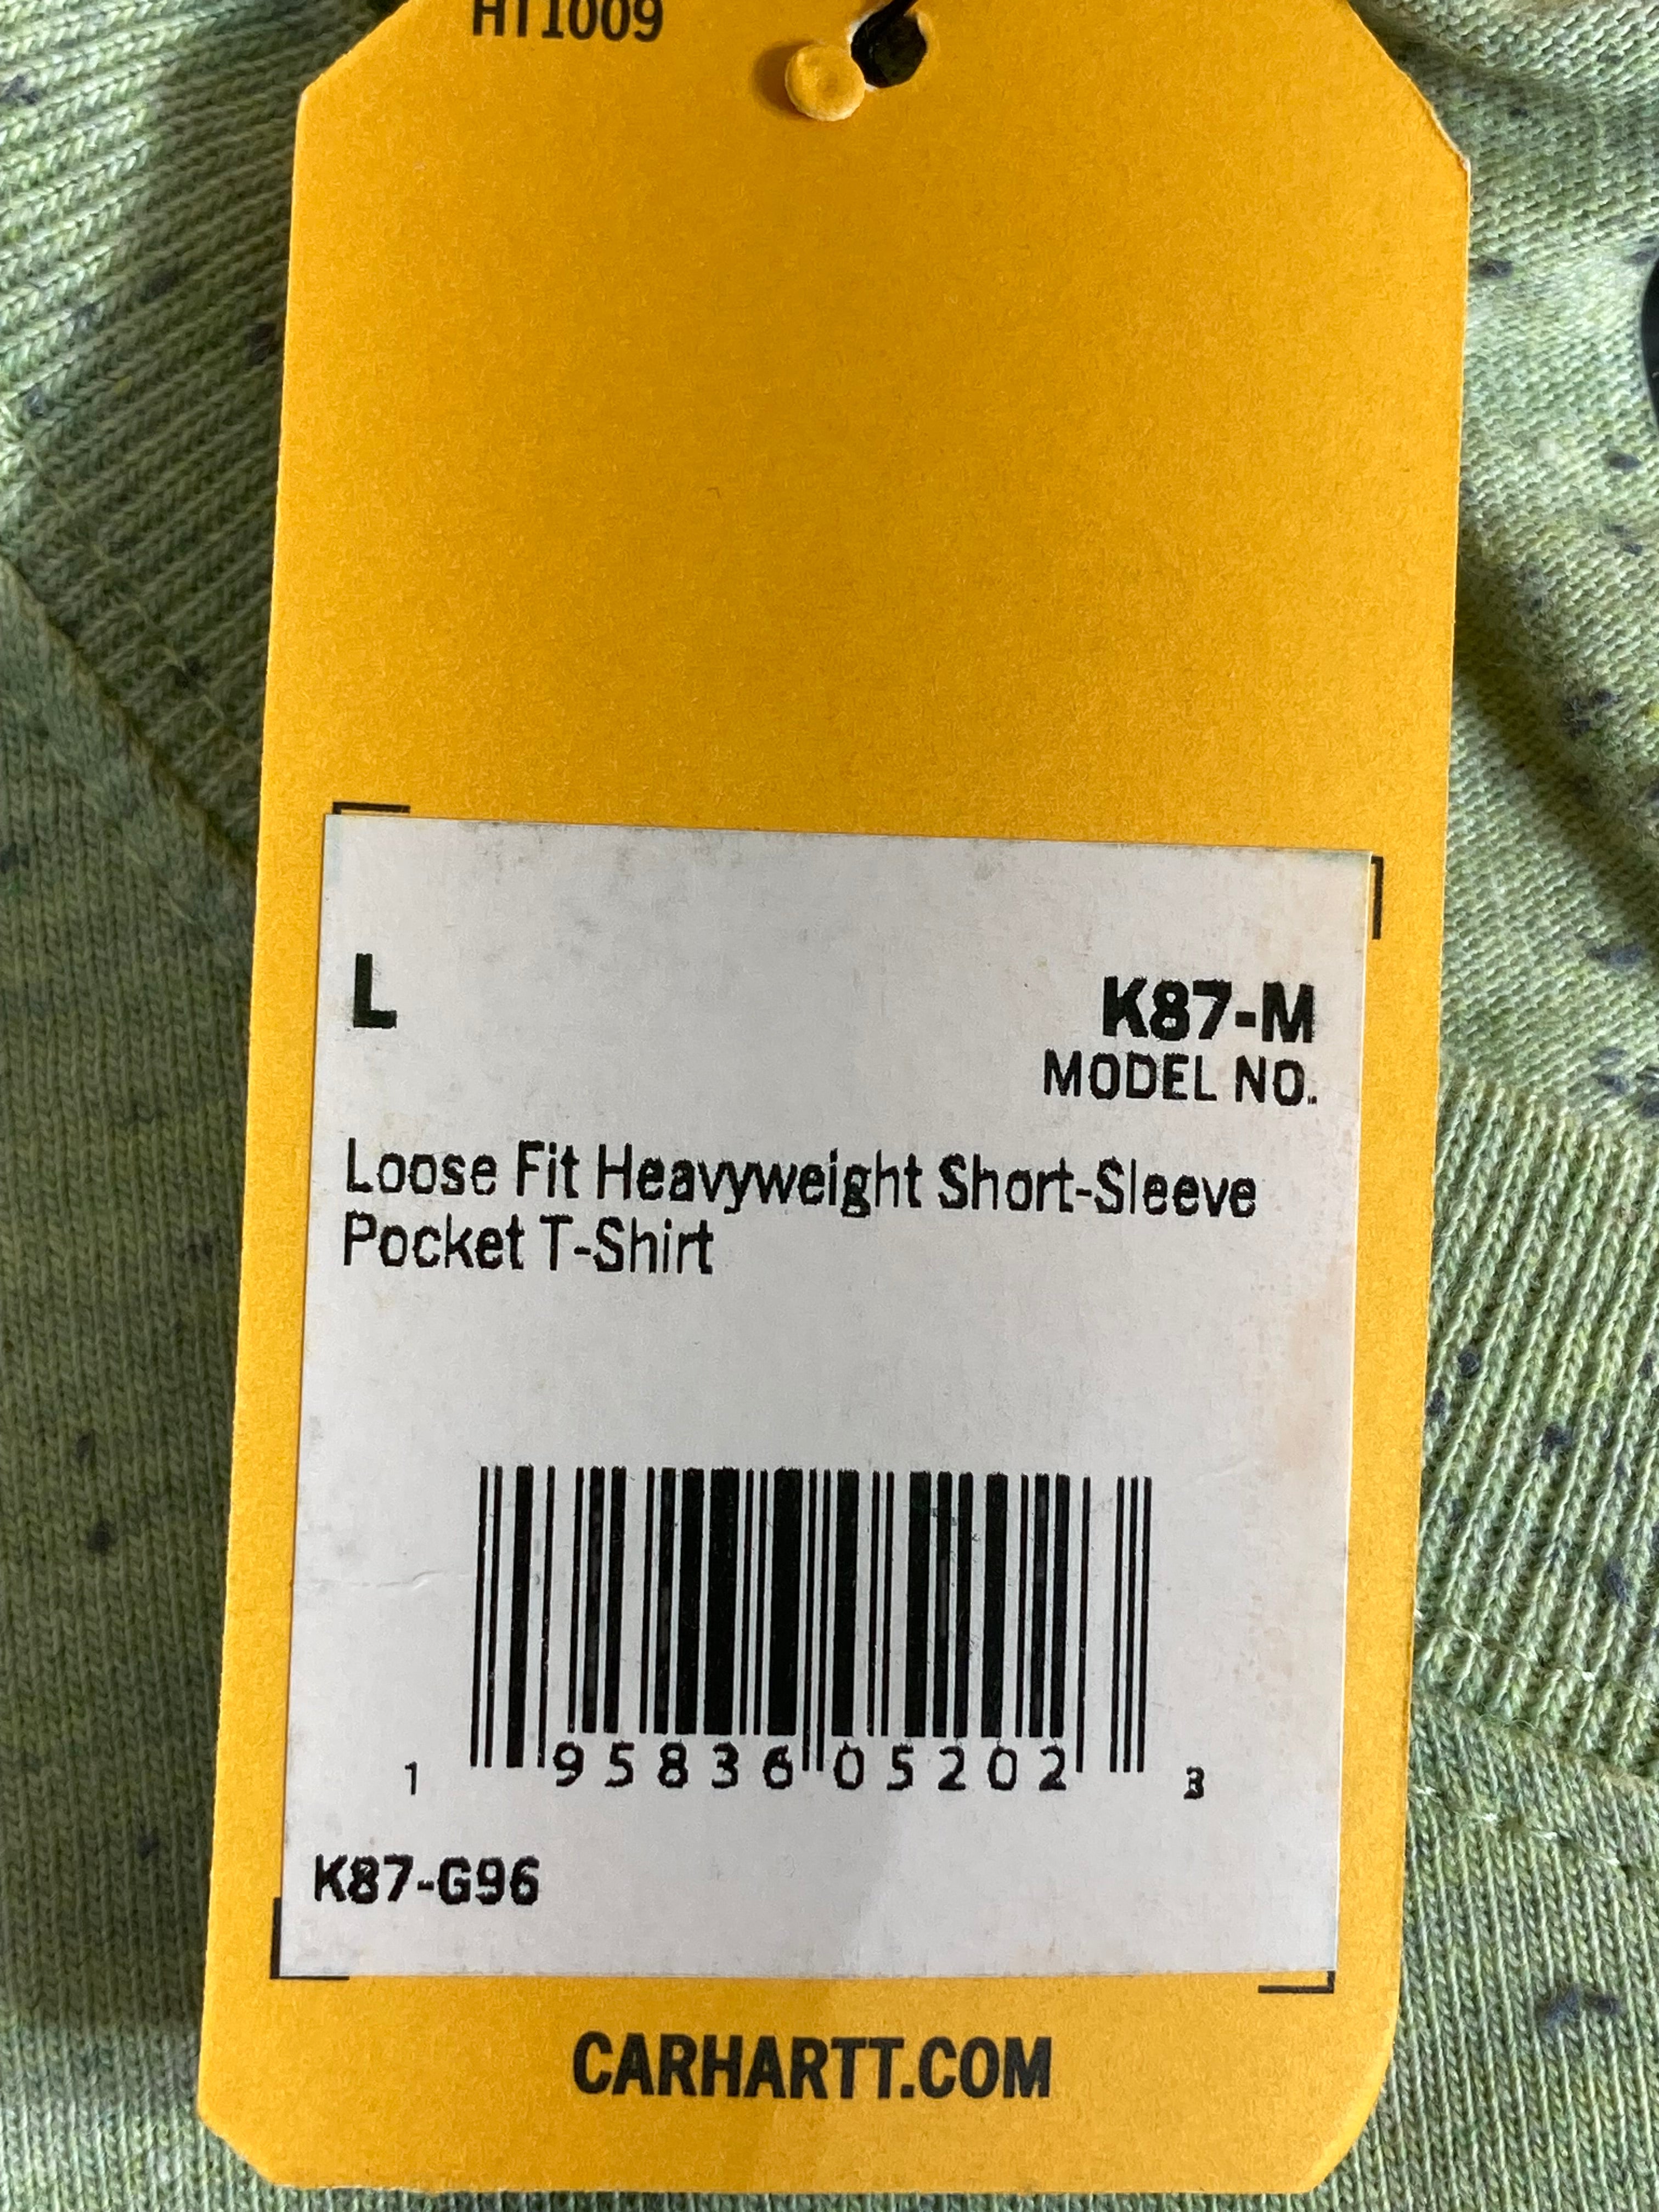 HT1009
L
K87-M
MODEL NO.
Loose Fit Heavyweight Short-Sleeve
Pocket T-Shirt
1 95836 05202 3
K87-G96
CARHARTT.COM